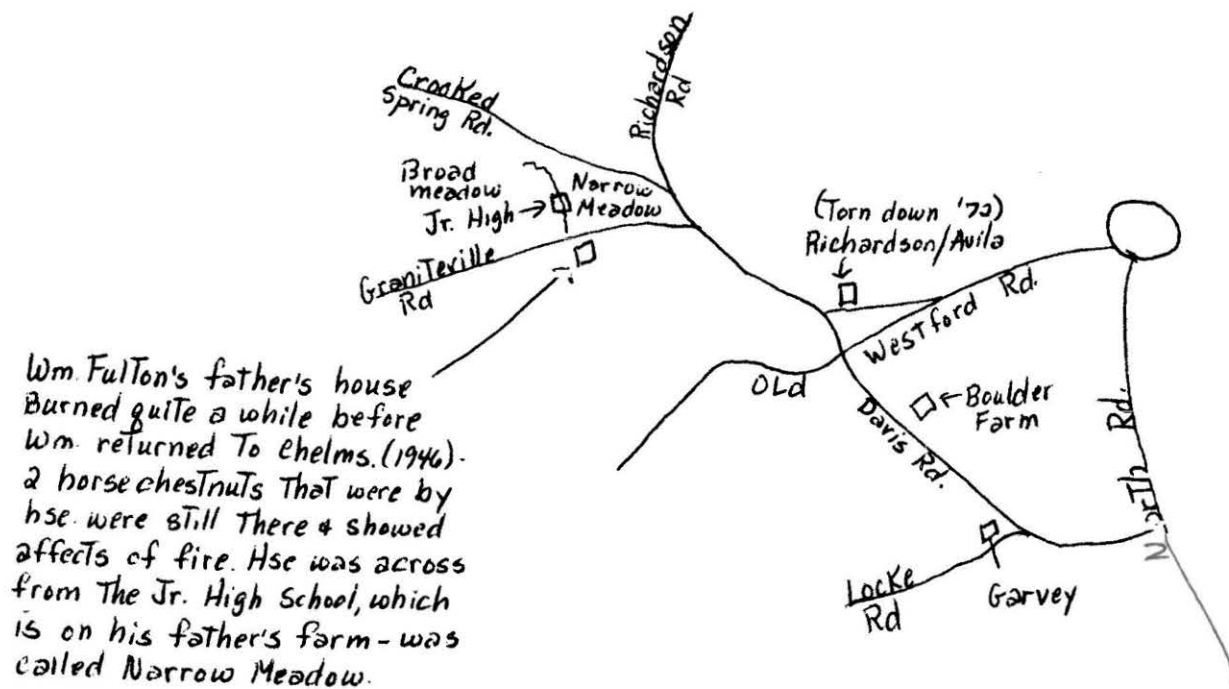 Richardson
Rd
Crooked
Spring Rd.
Broad
meadow
Jr. High
Narrow
Meadow
Graniteville
Rd
(Torn down '72)
Richardson/Avila
Westford Rd.
Old
Davis Rd.
Boulder
Farm
North Rd.
Locke
Rd
Garvey
Wm. Fulton's father's house
Burned quite a while before
Wm. returned To Chelms. (1946).
2 horsechestnuts That were by
hse. were still There & showed
affects of fire. Hse was across
from The Jr. High School, which
is on his father's farm - was
called Narrow Meadow.